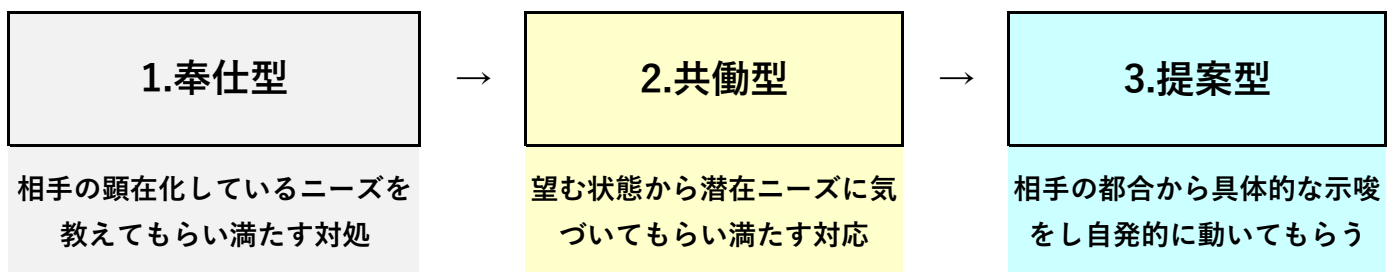 1.奉仕型
→
2.共働型
→
3.提案型
相手の顕在化しているニーズを
教えてもらい満たす対処
望む状態から潜在ニーズに気
づいてもらい満たす対応
相手の都合から具体的な示唆
をし自発的に動いてもらう